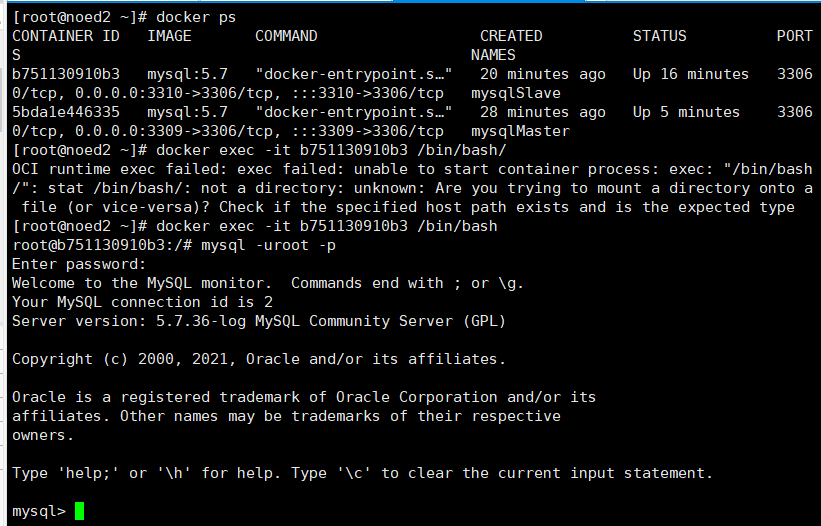 [root@noed2 ~]# docker ps
CONTAINER ID   IMAGE       COMMAND                  CREATED          STATUS          PORT
S                                                  NAMES
b751130910b3   mysql:5.7   "docker-entrypoint.s…"   20 minutes ago   Up 16 minutes   3306
0/tcp, 0.0.0.0:3310->3306/tcp, :::3310->3306/tcp   mysqlSlave
5bda1e446335   mysql:5.7   "docker-entrypoint.s…"   28 minutes ago   Up 5 minutes    3306
0/tcp, 0.0.0.0:3309->3306/tcp, :::3309->3306/tcp   mysqlMaster
[root@noed2 ~]# docker exec -it b751130910b3 /bin/bash/
OCI runtime exec failed: exec failed: unable to start container process: exec: "/bin/bash
/": stat /bin/bash/: not a directory: unknown: Are you trying to mount a directory onto a
 file (or vice-versa)? Check if the specified host path exists and is the expected type
[root@noed2 ~]# docker exec -it b751130910b3 /bin/bash
root@b751130910b3:/# mysql -uroot -p
Enter password:
Welcome to the MySQL monitor.  Commands end with ; or \g.
Your MySQL connection id is 2
Server version: 5.7.36-log MySQL Community Server (GPL)

Copyright (c) 2000, 2021, Oracle and/or its affiliates.

Oracle is a registered trademark of Oracle Corporation and/or its
affiliates. Other names may be trademarks of their respective
owners.

Type 'help;' or '\h' for help. Type '\c' to clear the current input statement.

mysql>